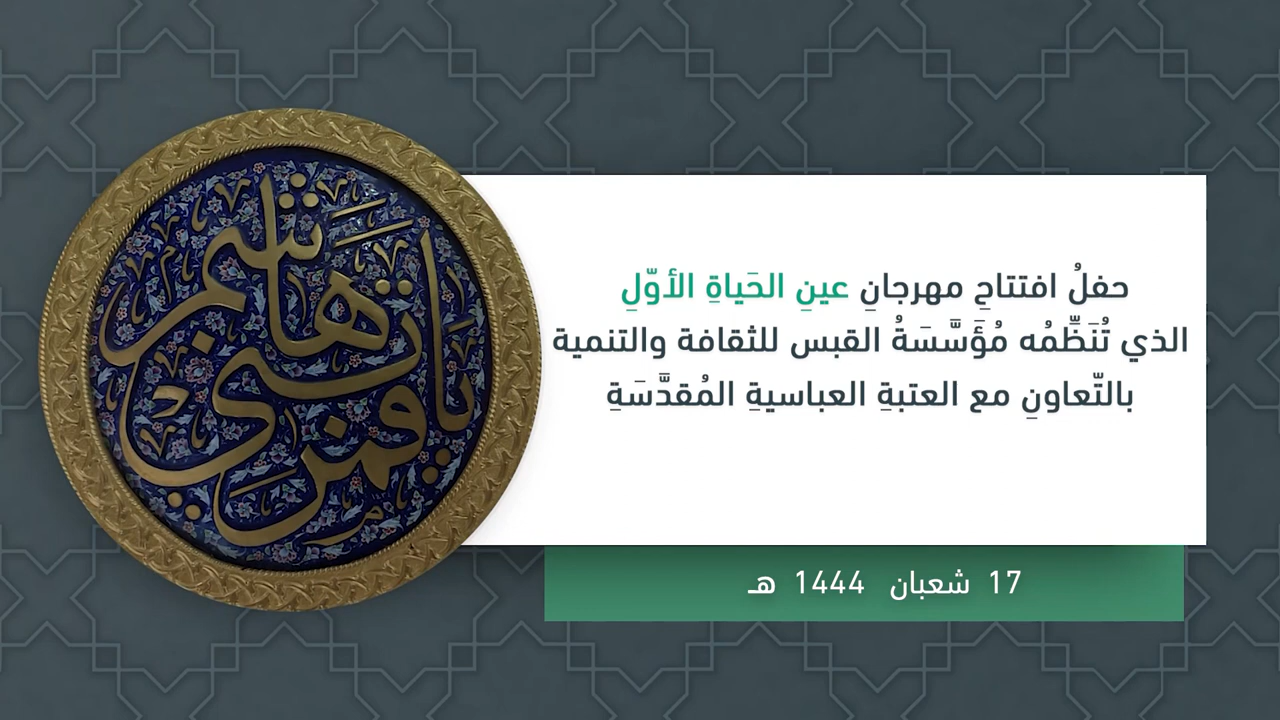 يا قمر بني هاشم
حفلُ افتتاحِ مهرجانِ عينِ الحَياةِ الأوّلِ
الذي تُنَظِّمُه مُؤَسَّسَةُ القبس للثقافة والتنمية
بالتّعاونِ مع العتبةِ العباسيةِ المُقدَّسَةِ
17 شعبان 1444 هـ